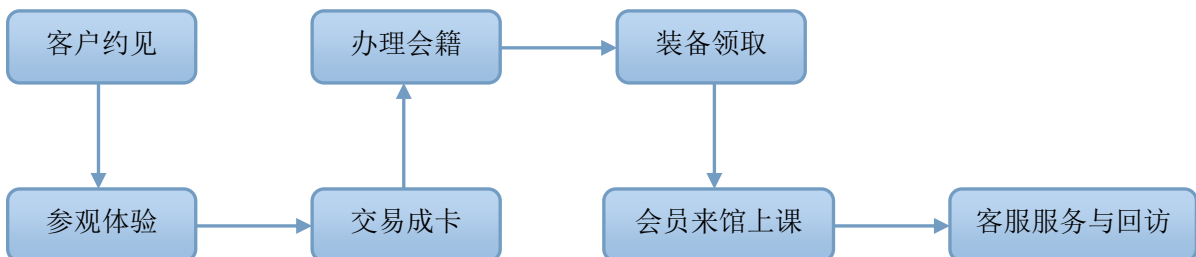 客户约见
办理会籍
装备领取
参观体验
交易成卡
会员来馆上课
客服服务与回访